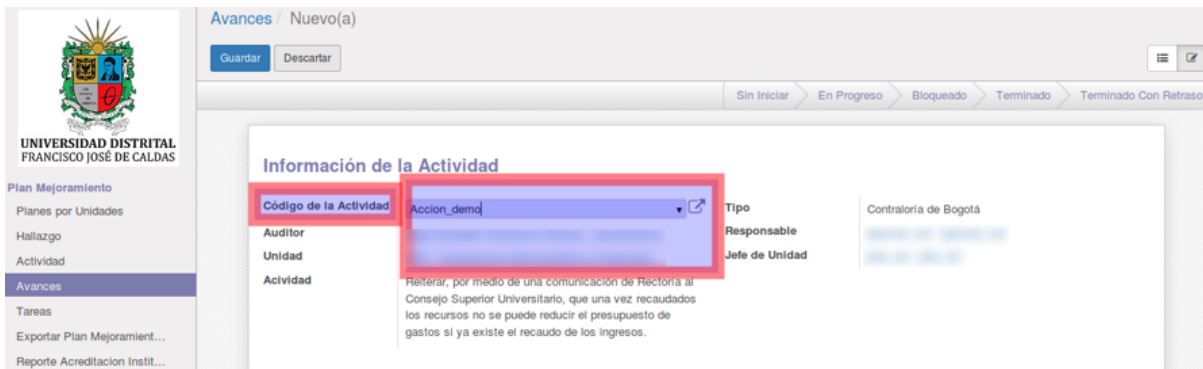 UNIVERSIDAD DISTRITAL
FRANCISCO JOSÉ DE CALDAS
Plan Mejoramiento
Planes por Unidades
Hallazgo
Actividad
Avances
Tareas
Exportar Plan Mejoramient...
Reporte Acreditacion Instit...
Avances / Nuevo(a)
Guardar Descartar
Sin Iniciar En Progreso Bloqueado Terminado Terminado Con Retraso
Información de la Actividad
Código de la Actividad Accion_demo Tipo Contraloría de Bogotá
Auditor Responsable
Unidad Jefe de Unidad
Acividad Reiterar, por medio de una comunicación de Rectoría al
Consejo Superior Universitario, que una vez recaudados
los recursos no se puede reducir el presupuesto de
gastos si ya existe el recaudo de los ingresos.